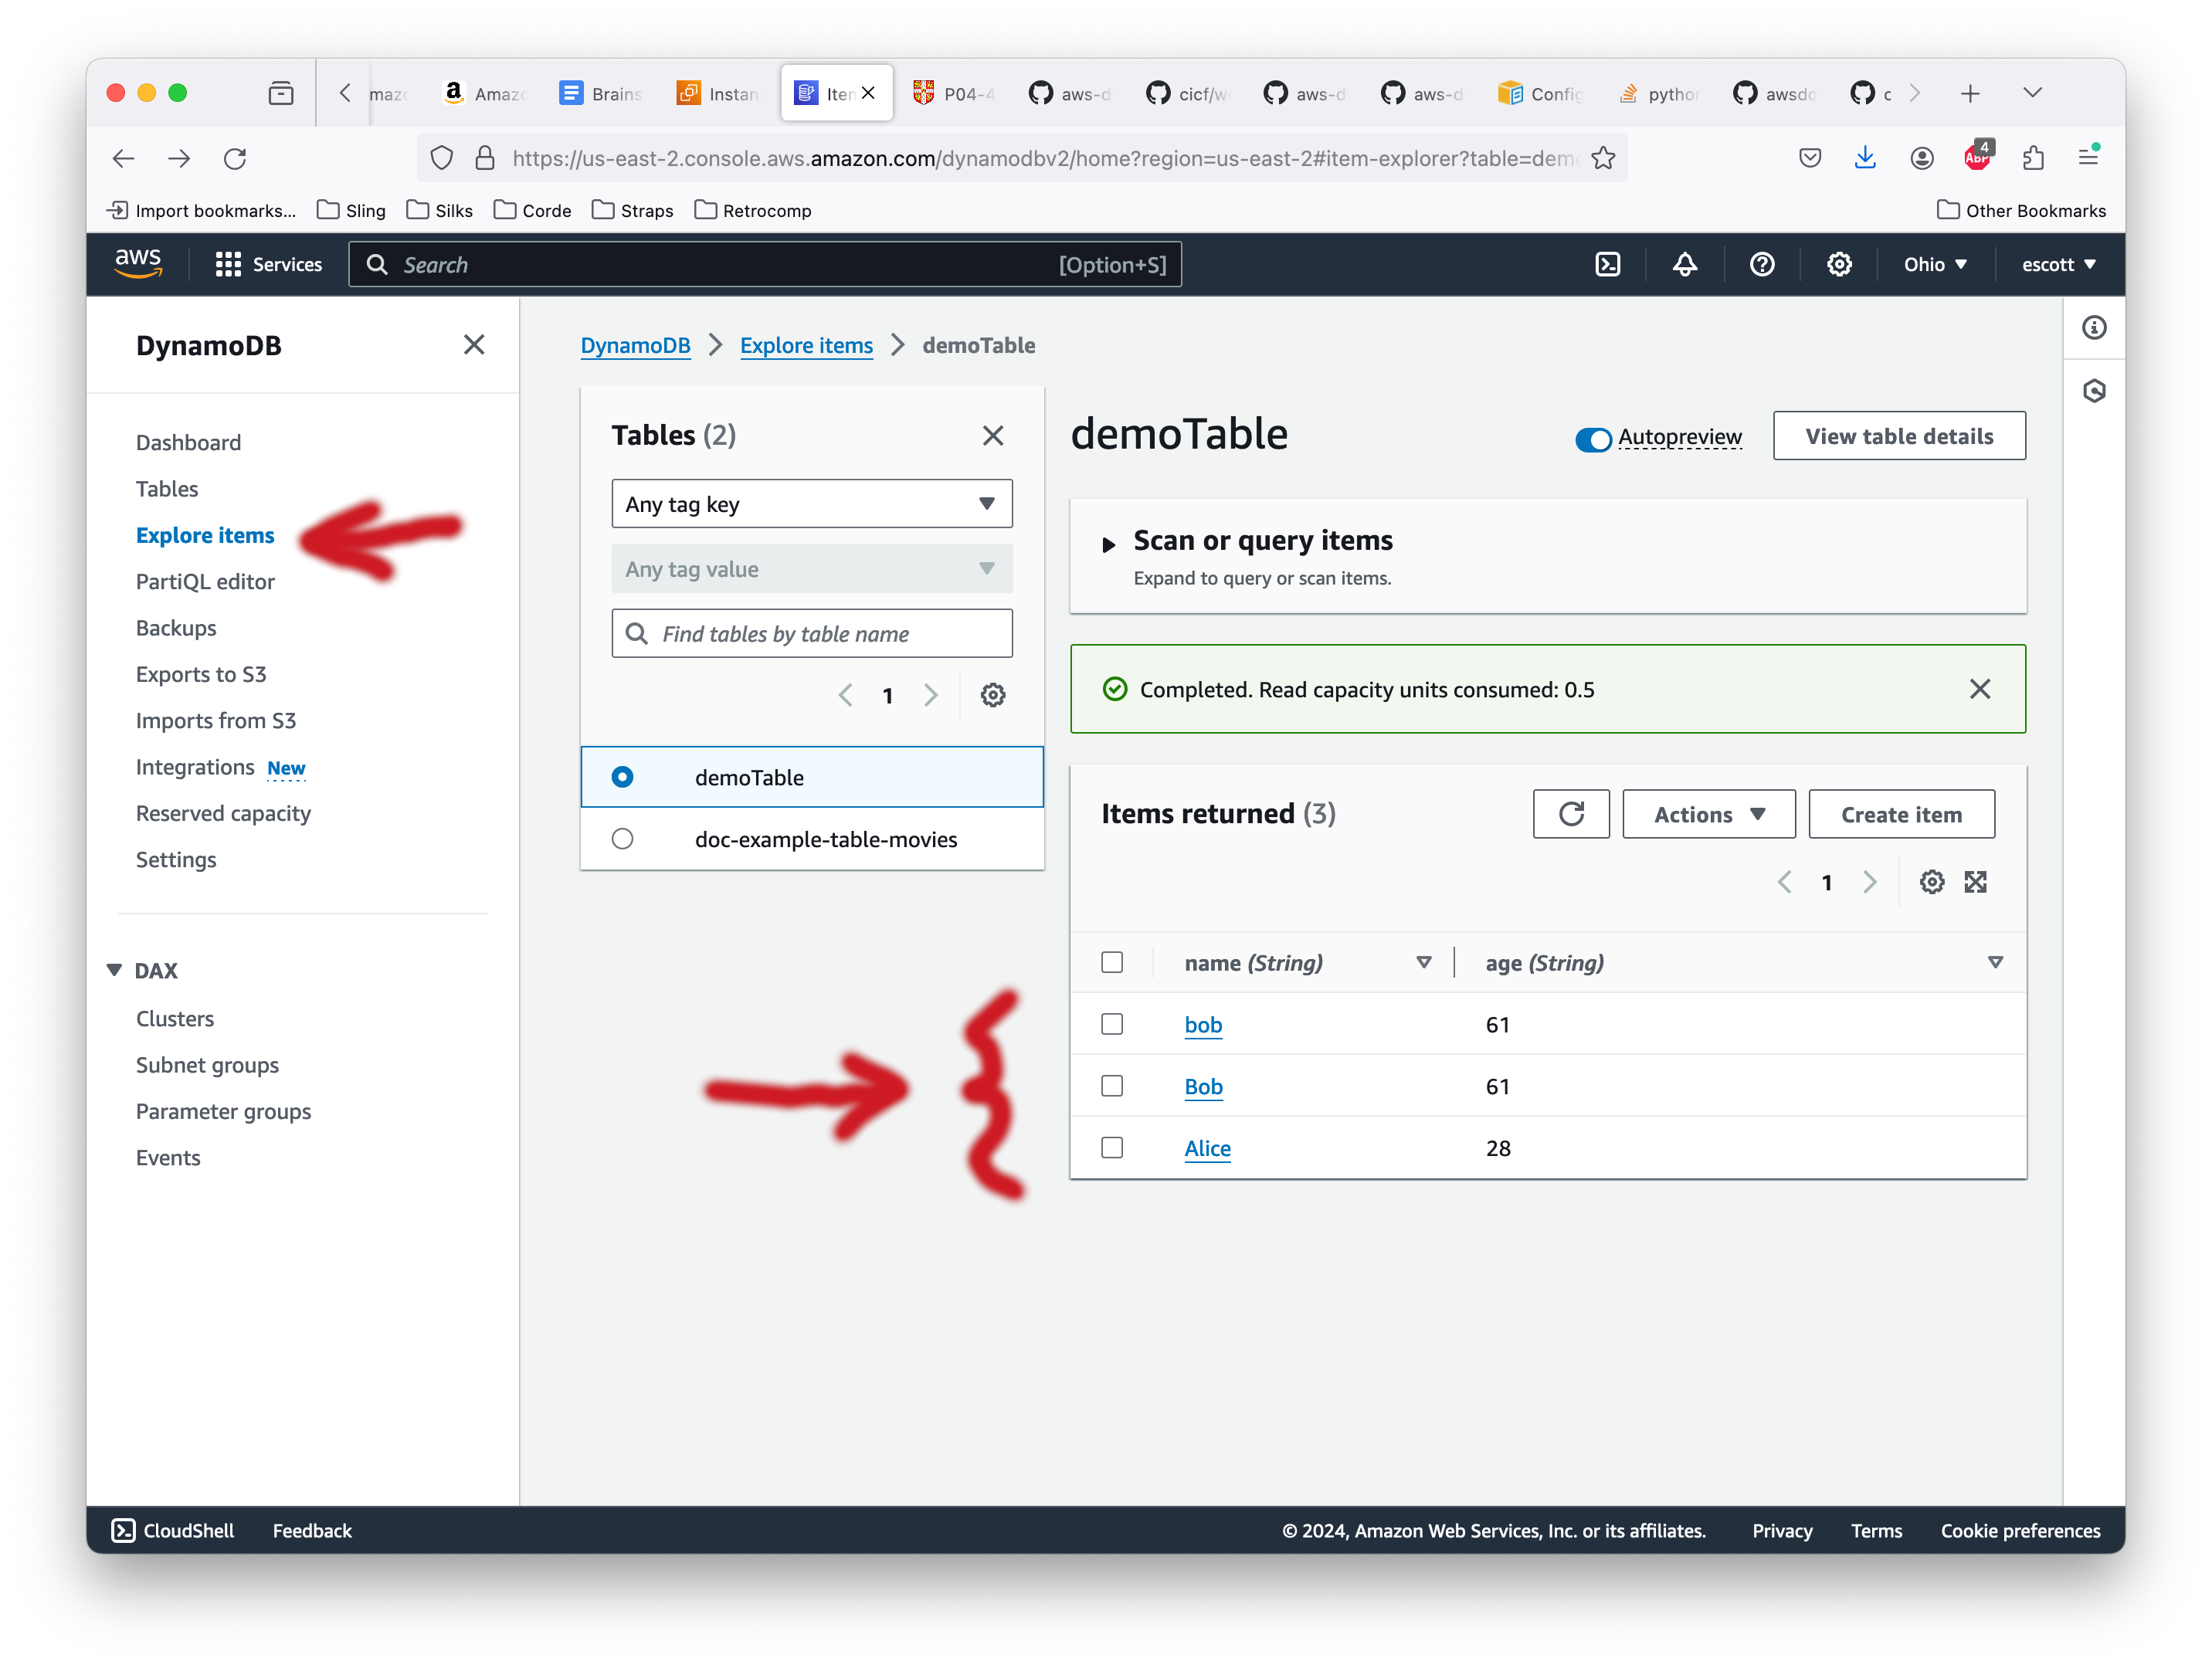 Amaz
Brains
Instan
Item
P04-4
aws-d
cicf/w
aws-d
aws-d
Config
python
awsdo
c
https://us-east-2.console.aws.amazon.com/dynamodbv2/home?region=us-east-2#item-explorer?table=demo
4
ABP
Import bookmarks...
Sling
Silks
Corde
Straps
Retrocomp
Other Bookmarks
aws
Services
Search
[Option+S]
Ohio
escott
DynamoDB
Dashboard
Tables
Explore items
PartiQL editor
Backups
Exports to S3
Imports from S3
Integrations New
Reserved capacity
Settings
DAX
Clusters
Subnet groups
Parameter groups
Events
DynamoDB
Explore items
demoTable
Tables (2)
Any tag key
Any tag value
Find tables by table name
1
demoTable
doc-example-table-movies
demoTable
Autopreview
View table details
Scan or query items
Expand to query or scan items.
Completed. Read capacity units consumed: 0.5
Items returned (3)
Actions
Create item
1
name (String)
age (String)
bob
61
Bob
61
Alice
28
CloudShell
Feedback
© 2024, Amazon Web Services, Inc. or its affiliates.
Privacy
Terms
Cookie preferences